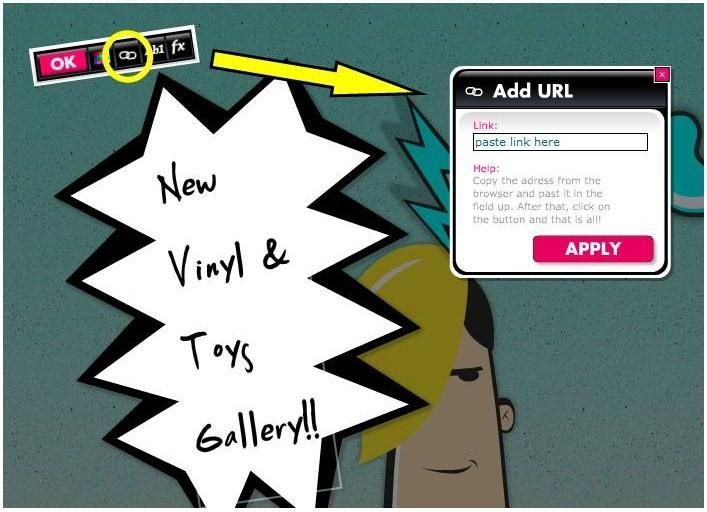 OK Ab1 fx
Add URL
Link:
paste link here
Help:
Copy the adress from the
browser and past it in the
field up. After that, click on
the button and that is all!
APPLY
New
Vinyl &
Toys
Gallery!!